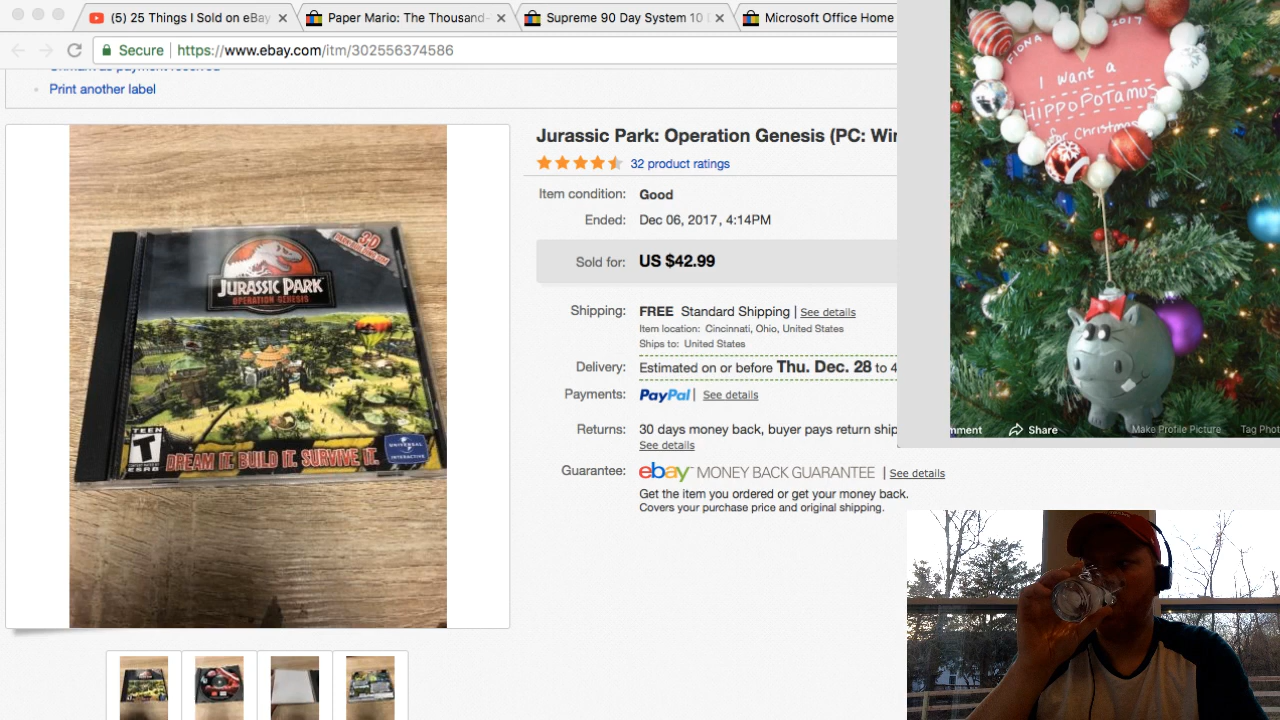 (5) 25 Things I Sold on eBay
Paper Mario: The Thousand-
Supreme 90 Day System 10
Microsoft Office Home
Secure
https://www.ebay.com/itm/302556374586
Print another label
Jurassic Park: Operation Genesis (PC: Wi
32 product ratings
Item condition: Good
Ended: Dec 06, 2017 , 4:14PM
Sold for: US $42.99
Shipping: FREE Standard Shipping | See details
Item location: Cincinnati, Ohio, United States
Ships to: United States
Delivery: Estimated on or before Thu. Dec. 28 to 4
Payments: PayPal | See details
Returns: 30 days money back, buyer pays return ship
See details
Guarantee: ebay MONEY BACK GUARANTEE | See details
Get the item you ordered or get your money back.
Covers your purchase price and original shipping.
3-D
JURASSIC PARK
OPERATION GENESIS
TEEN
T
ESRB
DREAM IT. BUILD IT. SURVIVE IT.
UNIVERSAL
INTERACTIVE
FIONA
2017
I want a
HIPPOPOTAMUS
for Christmas
mment
Share
Make Profile Picture
Tag Phot